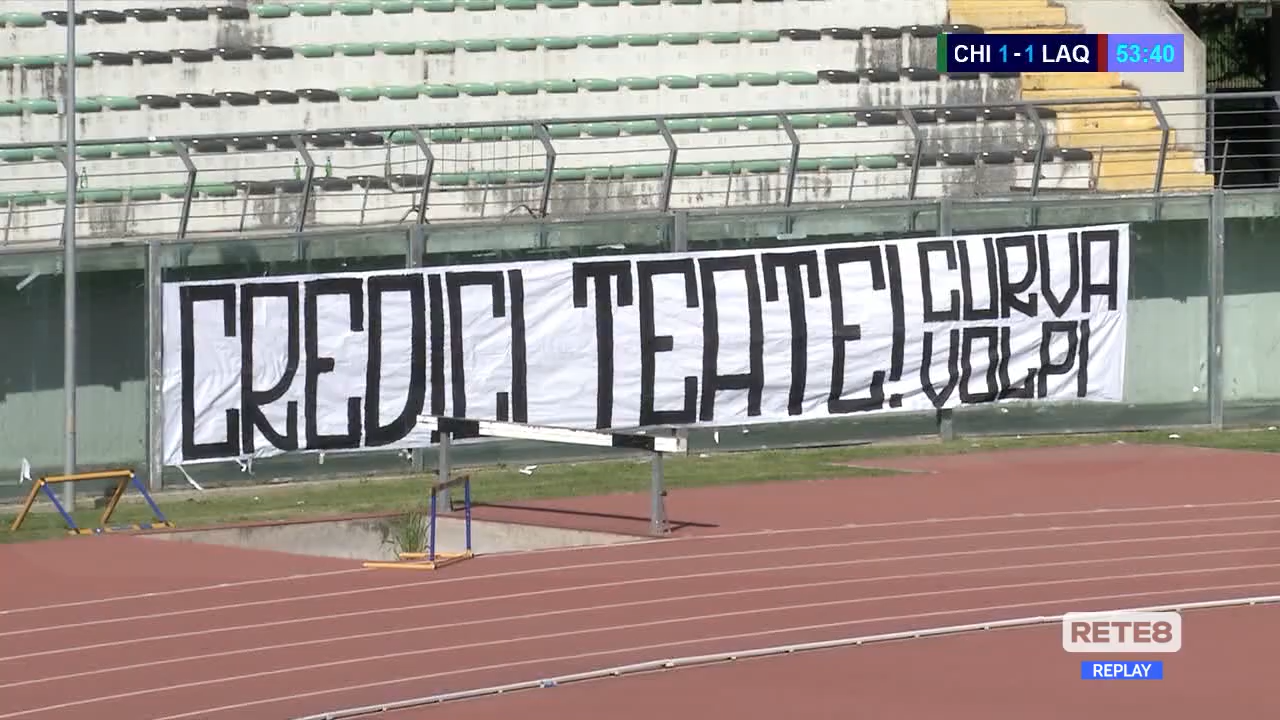 CHI 1-1 LAQ 53:40
CREDICI TEATE! CURVA
VOLPI
RETE8
REPLAY